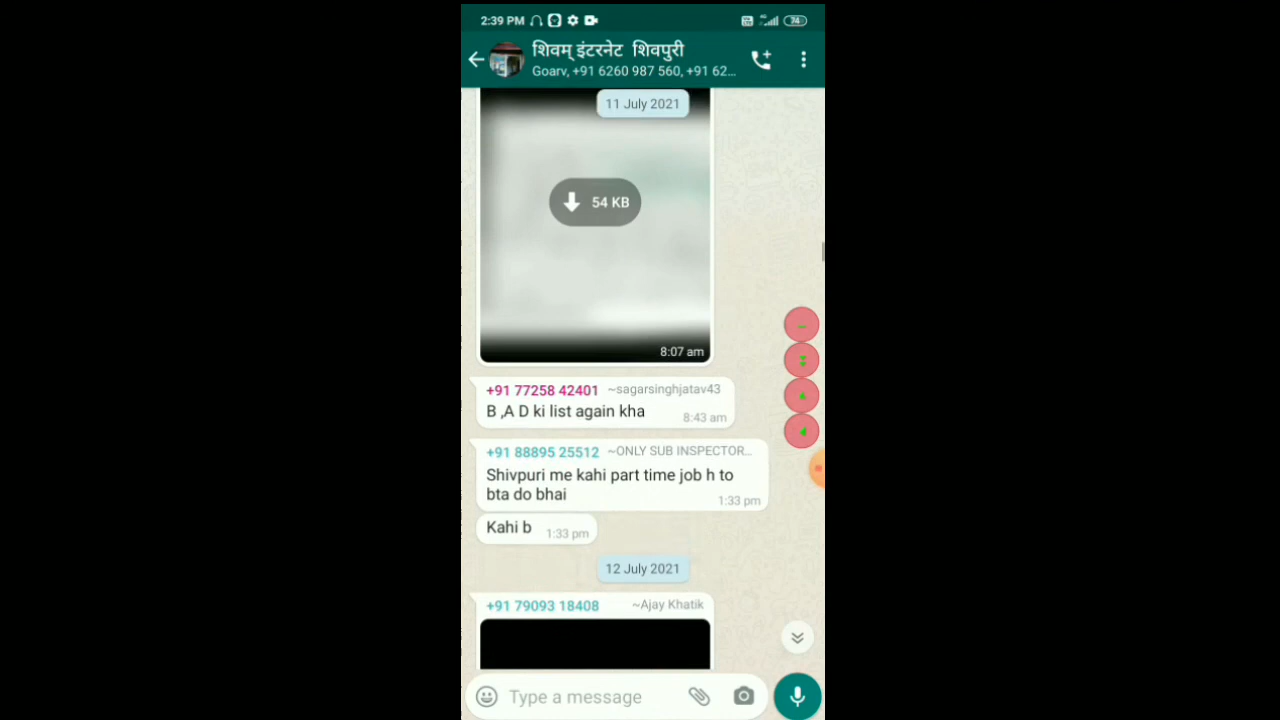 2:39 PM
74
शिवम् इंटरनेट शिवपुरी
Goarv, +91 6260 987 560, +91 62...
11 July 2021
54 KB
8:07 am
+91 77258 42401 ~sagarsinghjatav43
B ,A D ki list again kha
8:43 am
+91 88895 25512 ~ONLY SUB INSPECTOR...
Shivpuri me kahi part time job h to
bta do bhai
1:33 pm
Kahi b 1:33 pm
12 July 2021
+91 79093 18408 ~Ajay Khatik
Type a message